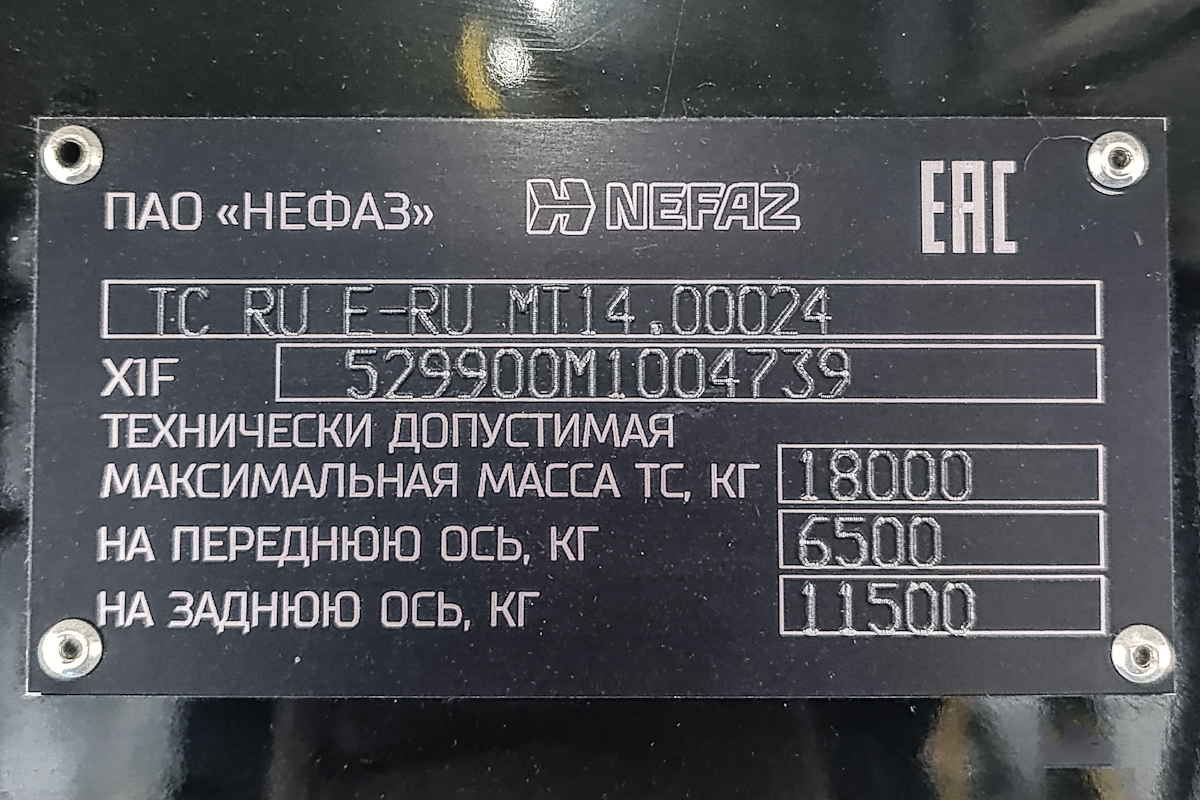 ПАО «НЕФАЗ» NEFAZ EAC
TC RU E-RU MT14.00024
X1F 529900M1004739
ТЕХНИЧЕСКИ ДОПУСТИМАЯ
МАКСИМАЛЬНАЯ МАССА ТС, КГ 18000
НА ПЕРЕДНЮЮ ОСЬ, КГ 6500
НА ЗАДНЮЮ ОСЬ, КГ 11500